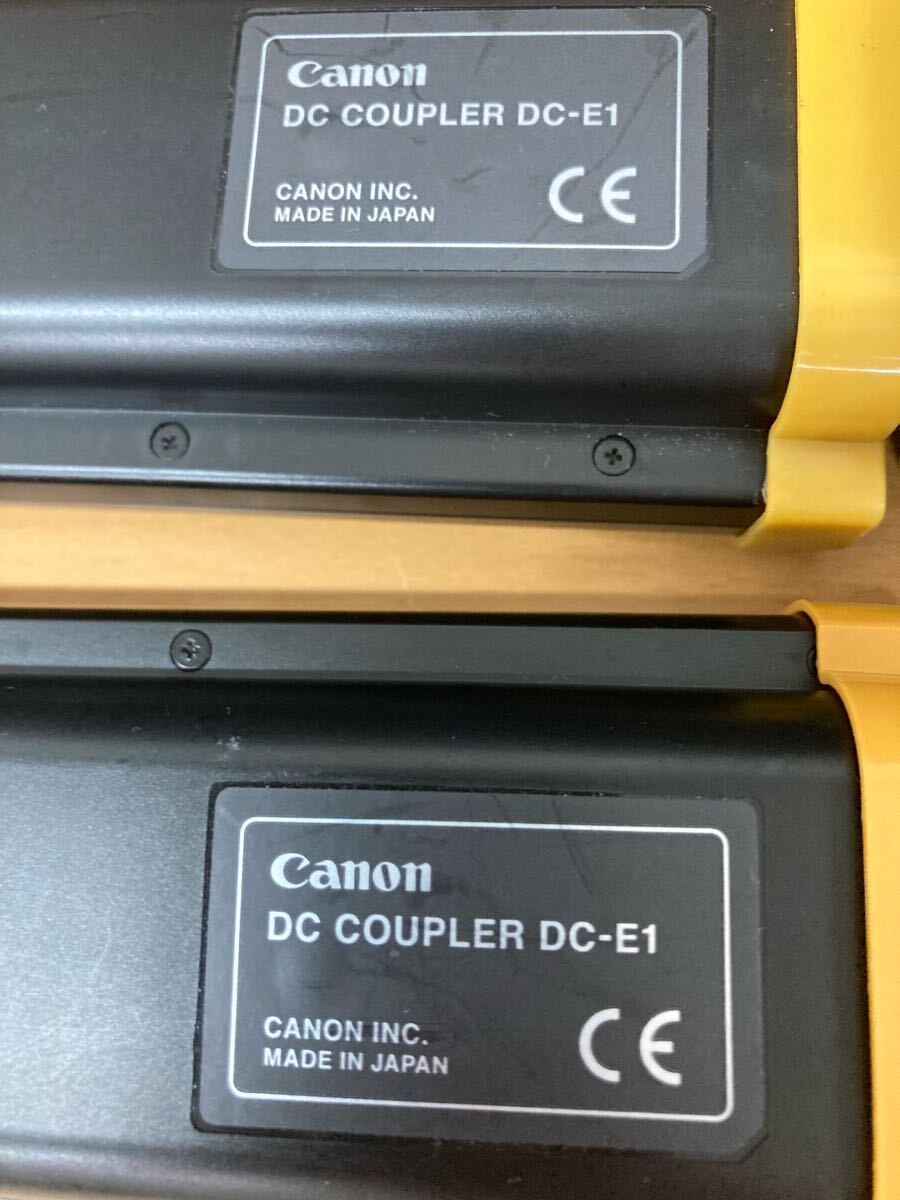 Canon
DC COUPLER DC-E1
CANON INC.
MADE IN JAPAN
CE
Canon
DC COUPLER DC-E1
CANON INC.
MADE IN JAPAN
CE